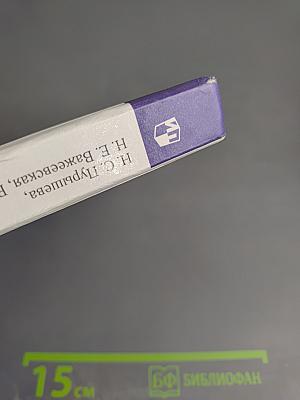 Н. С. Пурышева,
Н. Е. Важеевская,
15 см
БФ БИБЛИОФАН